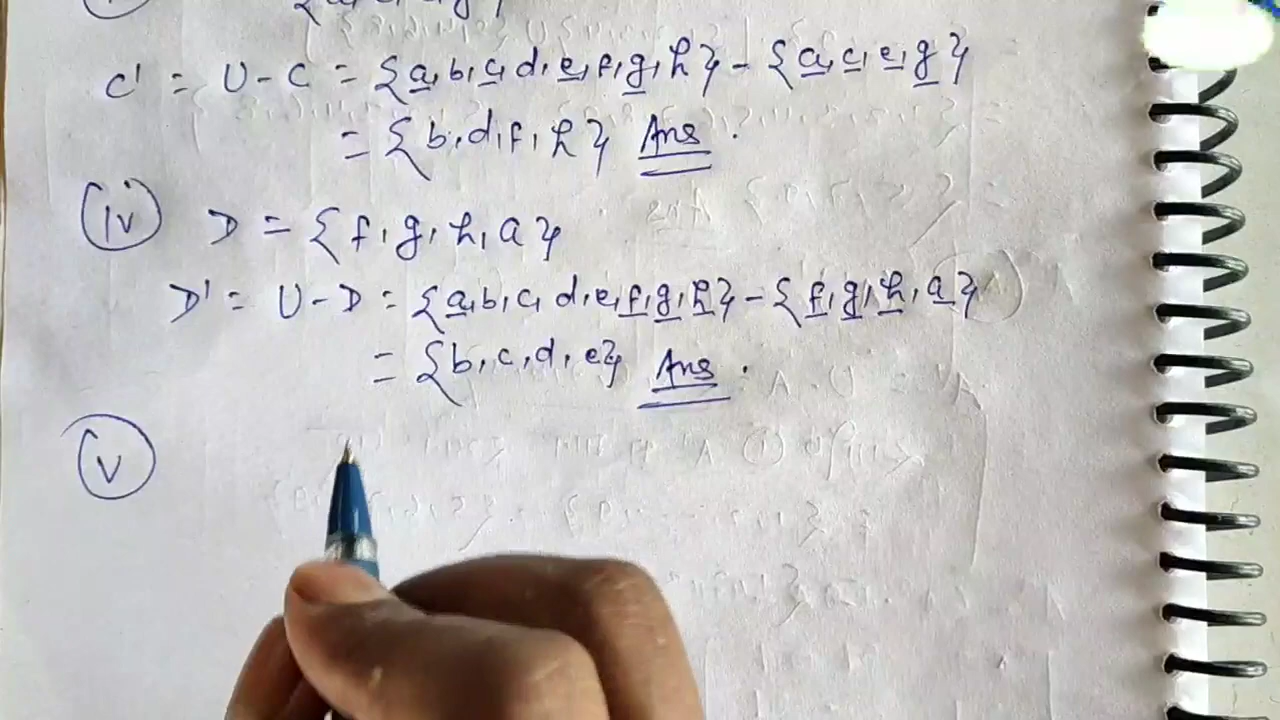 C' = U - C = {a, b, c, d, e, f, g, h} - {a, c, e, g}
= {b, d, f, h} Ans.
(iv) D = {f, g, h, a}
D' = U - D = {a, b, c, d, e, f, g, h} - {f, g, h, a}
= {b, c, d, e} Ans.
(v)